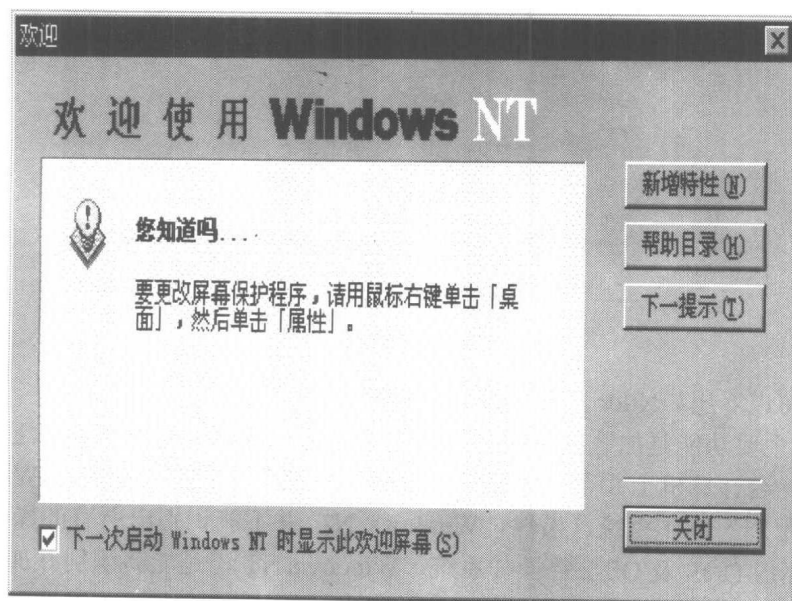 欢迎
欢迎使用 Windows NT
您知道吗....
要更改屏幕保护程序，请用鼠标右键单击「桌
面」，然后单击「属性」。
新增特性(N)
帮助目录(H)
下一提示(T)
下一次启动 Windows NT 时显示此欢迎屏幕(S)
关闭